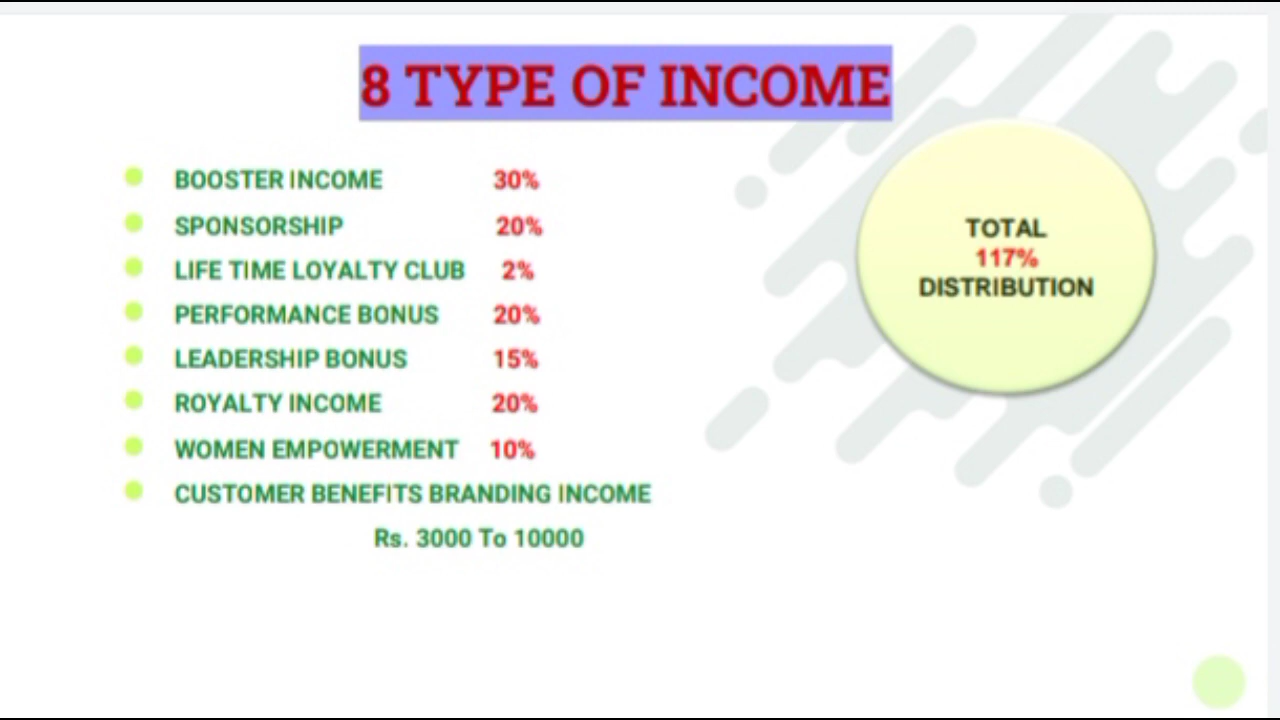 8 TYPE OF INCOME
BOOSTER INCOME 30%
SPONSORSHIP 20%
LIFE TIME LOYALTY CLUB 2%
PERFORMANCE BONUS 20%
LEADERSHIP BONUS 15%
ROYALTY INCOME 20%
WOMEN EMPOWERMENT 10%
CUSTOMER BENEFITS BRANDING INCOME
Rs. 3000 To 10000
TOTAL
117%
DISTRIBUTION